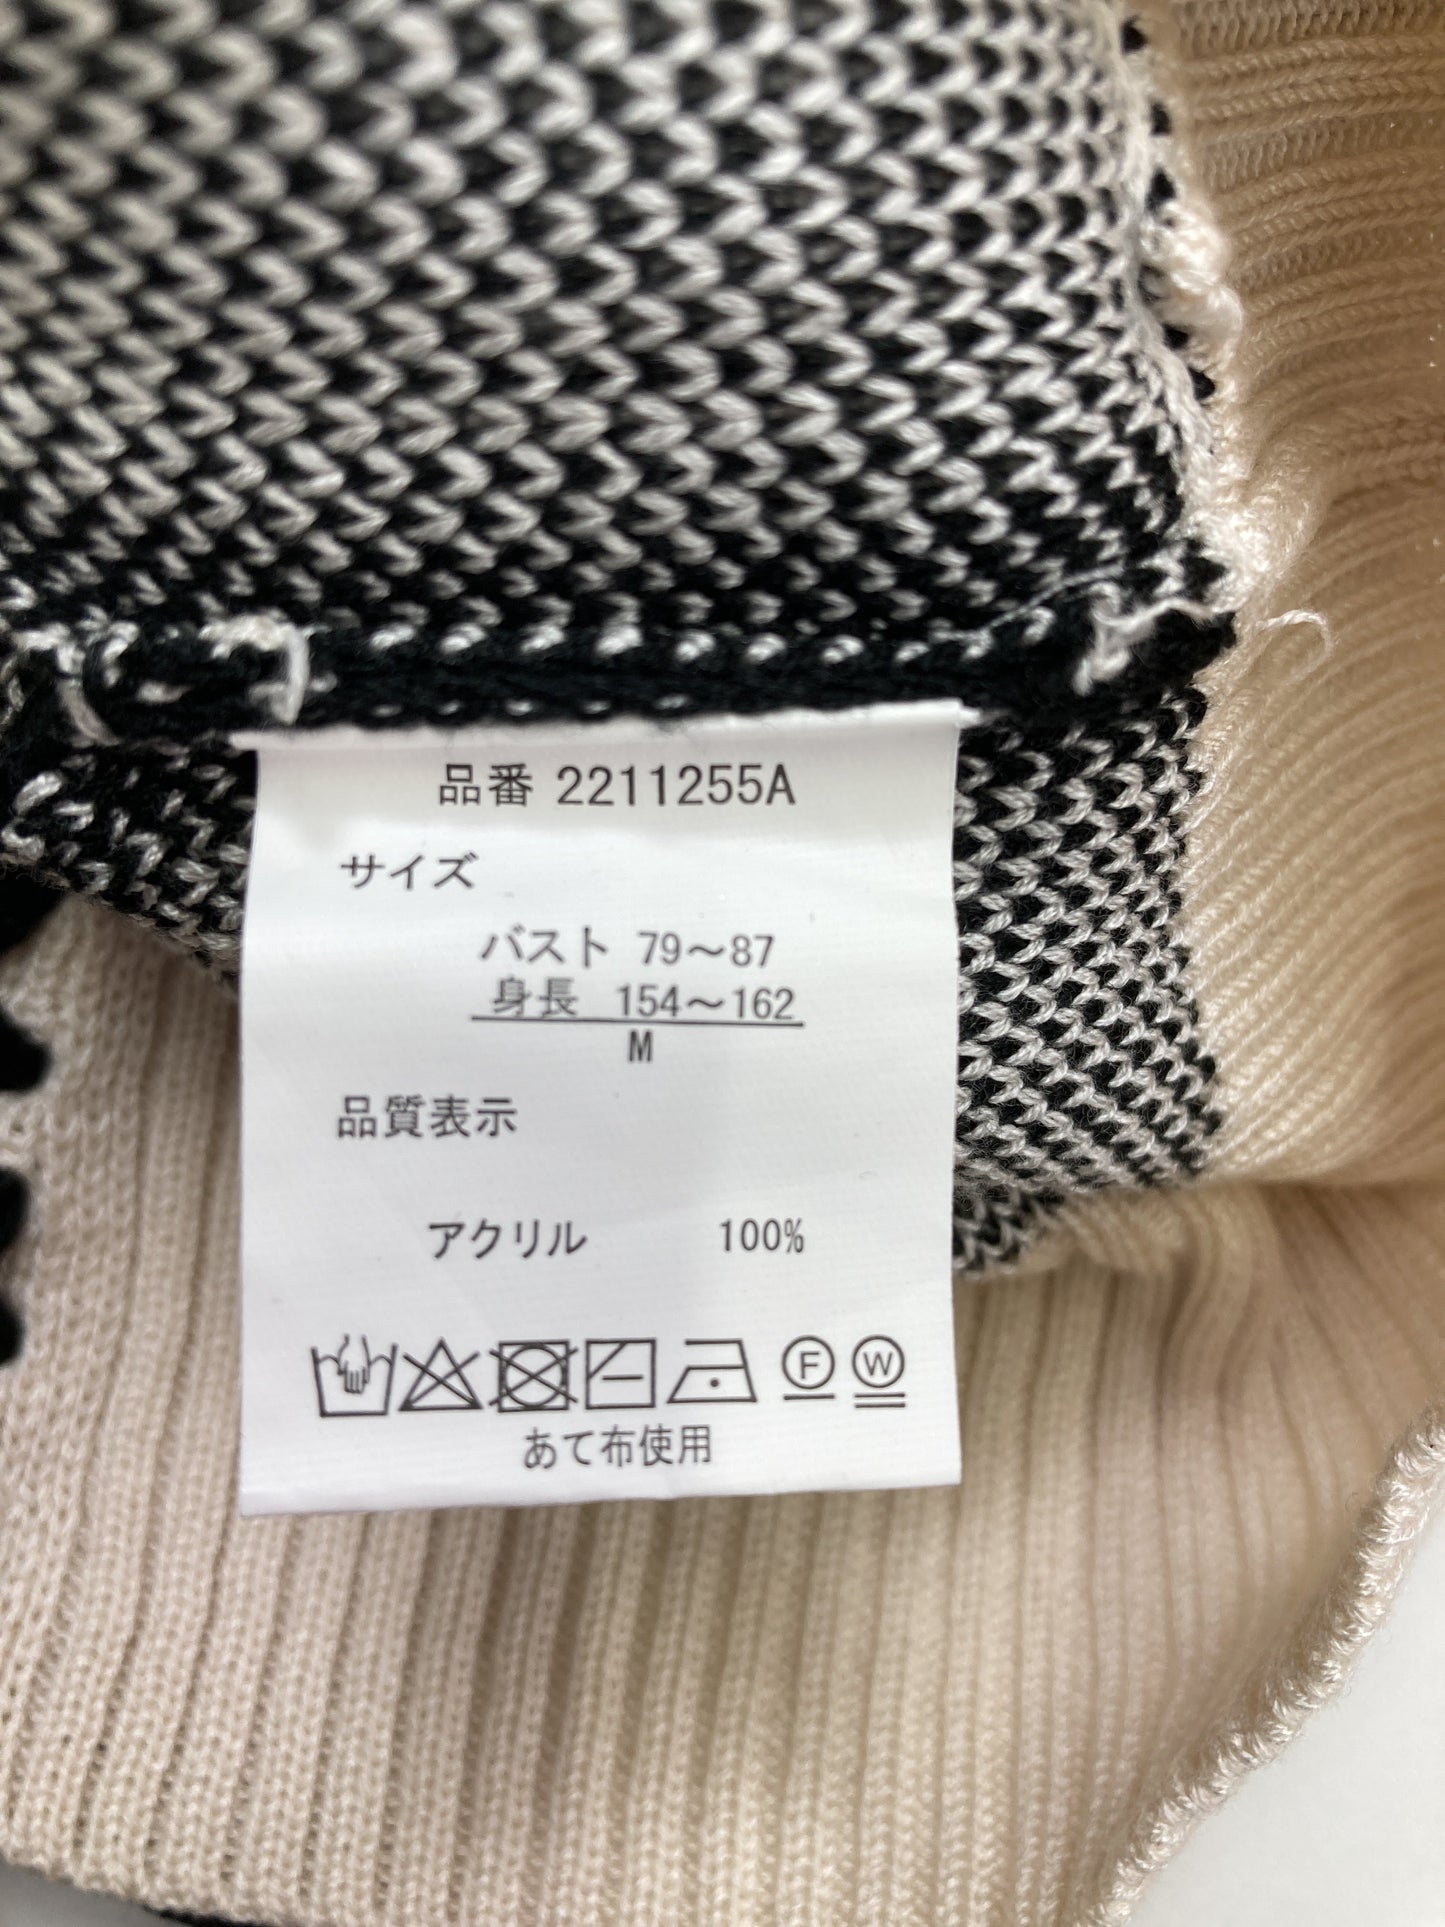 品番 2211255A
サイズ
バスト 79～87
身長 154～162
M
品質表示
アクリル 100%
F W
あて布使用